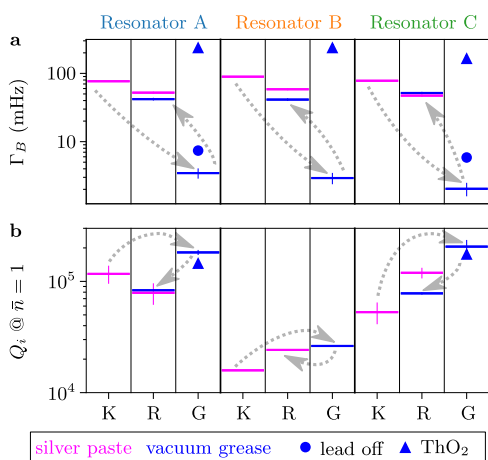 Resonator A Resonator B Resonator C
a
Γ_B (mHz)
100
10
b
Q_i @ n̄ = 1
10^5
10^4
K R G K R G K R G
silver paste vacuum grease lead off ThO₂